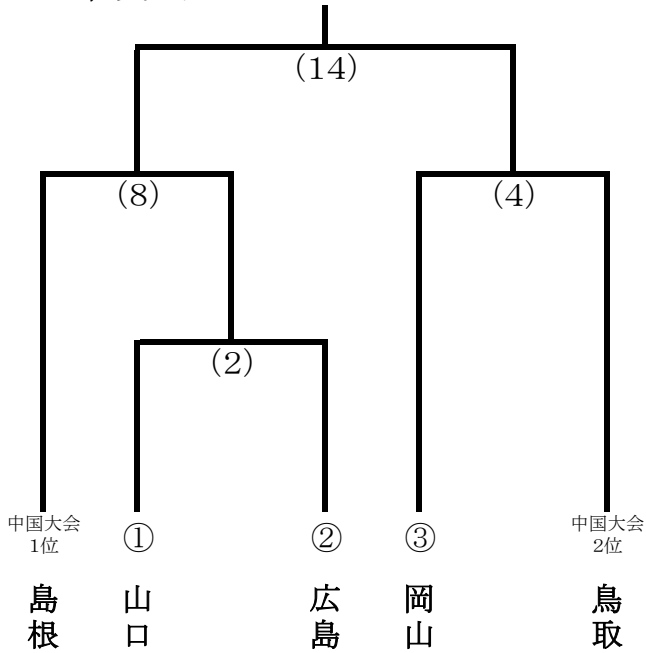 (14)
(8)
(4)
(2)
中国大会
1位
①
②
③
中国大会
2位
島根
山口
広島
岡山
鳥取